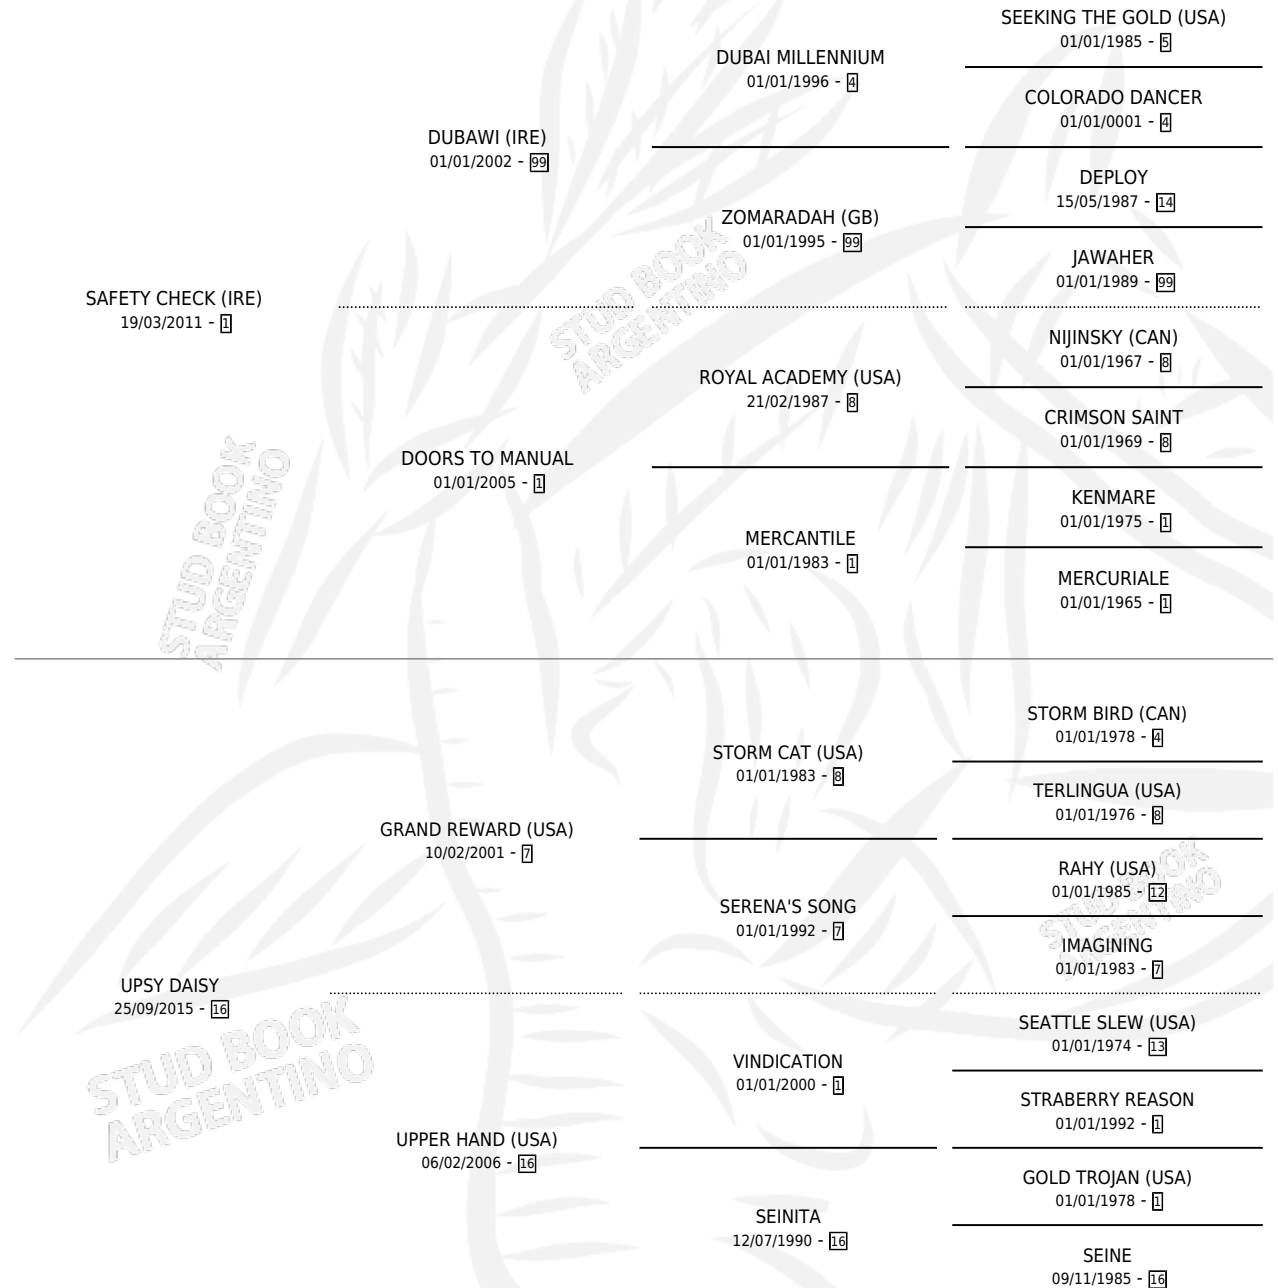 SEEKING THE GOLD (USA)
01/01/1985 - 5
DUBAI MILLENNIUM
01/01/1996 - 4
COLORADO DANCER
01/01/0001 - 4
DUBAWI (IRE)
01/01/2002 - 99
DEPLOY
15/05/1987 - 14
ZOMARADAH (GB)
01/01/1995 - 99
JAWAHER
01/01/1989 - 99
SAFETY CHECK (IRE)
19/03/2011 - 1
NIJINSKY (CAN)
01/01/1967 - 8
ROYAL ACADEMY (USA)
21/02/1987 - 8
CRIMSON SAINT
01/01/1969 - 8
DOORS TO MANUAL
01/01/2005 - 1
KENMARE
01/01/1975 - 1
MERCANTILE
01/01/1983 - 1
MERCURIALE
01/01/1965 - 1
STUD BOOK
ARGENTINO
STUD BOOK
ARGENTINO
STORM BIRD (CAN)
01/01/1978 - 4
STORM CAT (USA)
01/01/1983 - 8
TERLINGUA (USA)
01/01/1976 - 8
GRAND REWARD (USA)
10/02/2001 - 7
RAHY (USA)
01/01/1985 - 12
SERENA'S SONG
01/01/1992 - 7
IMAGINING
01/01/1983 - 7
UPSY DAISY
25/09/2015 - 16
SEATTLE SLEW (USA)
01/01/1974 - 13
VINDICATION
01/01/2000 - 1
STRABERRY REASON
01/01/1992 - 1
UPPER HAND (USA)
06/02/2006 - 16
GOLD TROJAN (USA)
01/01/1978 - 1
SEINITA
12/07/1990 - 16
SEINE
09/11/1985 - 16
STUD BOOK
ARGENTINO
STUD BOOK
ARGENTINO